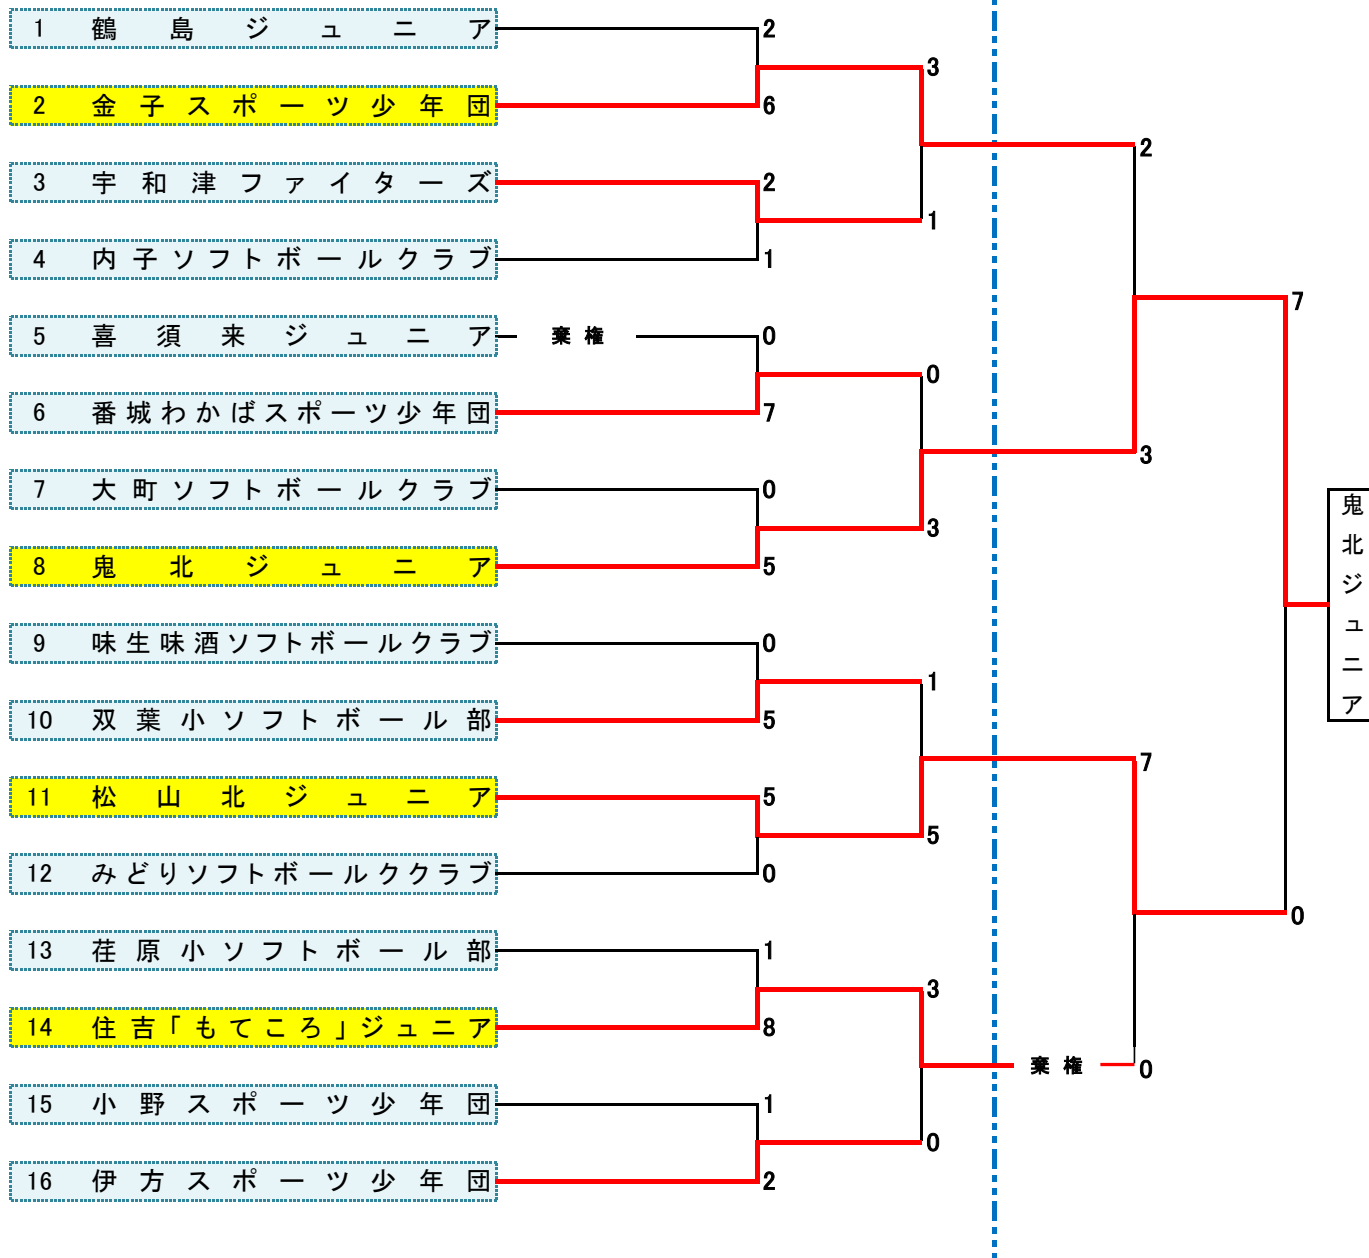 1 鶴島ジュニア 2
3
2 金子スポーツ少年団 6
2
3 宇和津ファイターズ 2
1
4 内子ソフトボールクラブ 1
7
5 喜須来ジュニア 棄権 0
0
6 番城わかばスポーツ少年団 7
3
7 大町ソフトボールクラブ 0
3
8 鬼北ジュニア 5
鬼北ジュニア
9 味生味酒ソフトボールクラブ 0
1
10 双葉小ソフトボール部 5
7
11 松山北ジュニア 5
5
12 みどりソフトボールククラブ 0
0
13 荏原小ソフトボール部 1
3
14 住吉「もてころ」ジュニア 8
棄権 0
15 小野スポーツ少年団 1
0
16 伊方スポーツ少年団 2